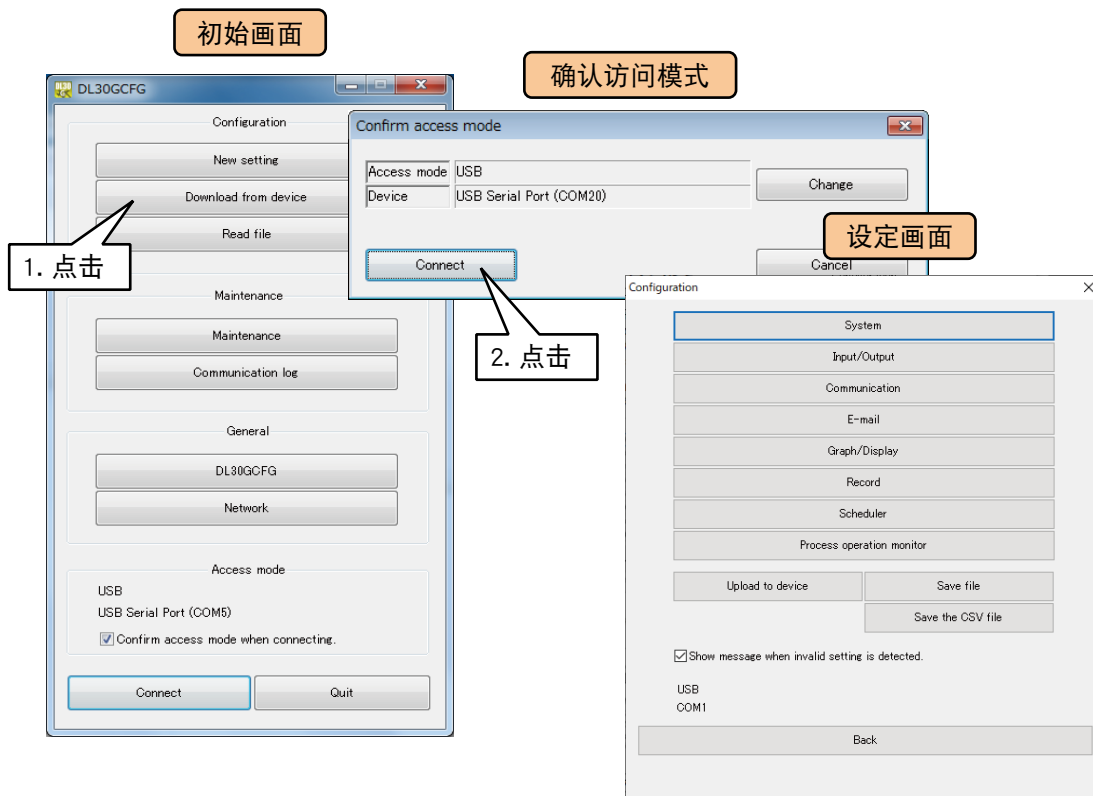 初始画面
DL30GCFG
Configuration
New setting
Download from device
Read file
1. 点击
Maintenance
Maintenance
Communication log
General
DL30GCFG
Network
Access mode
USB
USB Serial Port (COM5)
Confirm access mode when connecting.
Connect
Quit
确认访问模式
Confirm access mode
Access mode
USB
Device
USB Serial Port (COM20)
Change
Connect
Cancel
2. 点击
设定画面
Configuration
System
Input/Output
Communication
E-mail
Graph/Display
Record
Scheduler
Process operation monitor
Upload to device
Save file
Save the CSV file
Show message when invalid setting is detected.
USB
COM1
Back